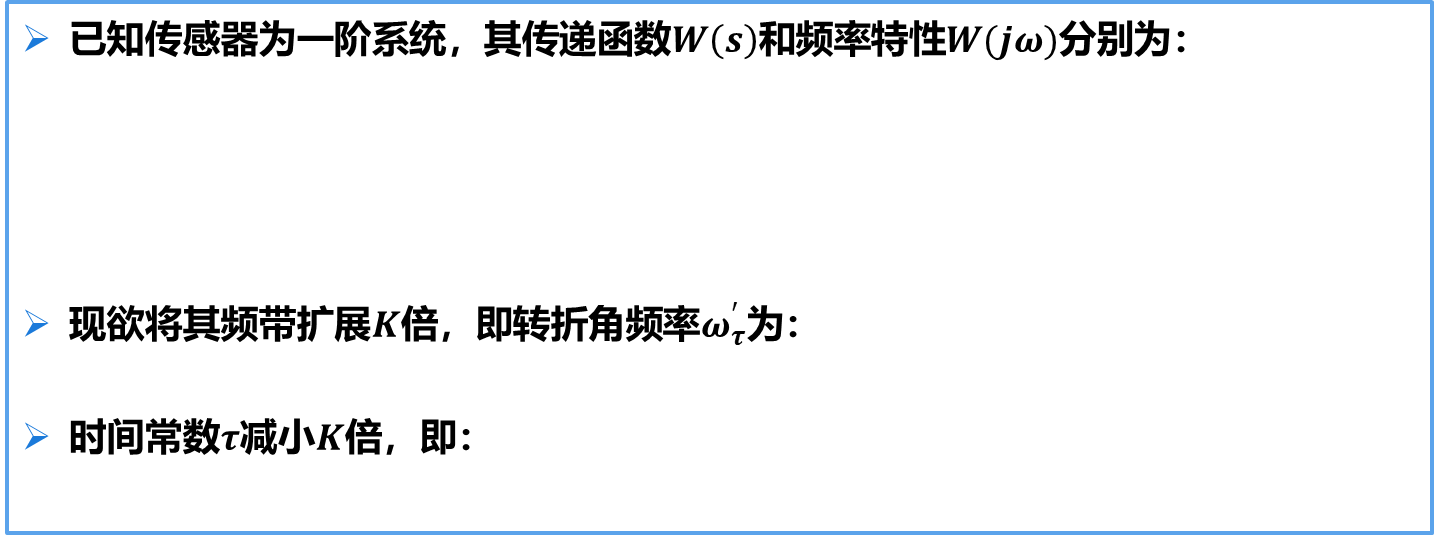 ➢ 已知传感器为一阶系统，其传递函数W(s)和频率特性W(jω)分别为：
➢ 现欲将其频带扩展K倍，即转折角频率ω′τ为：
➢ 时间常数τ减小K倍，即：